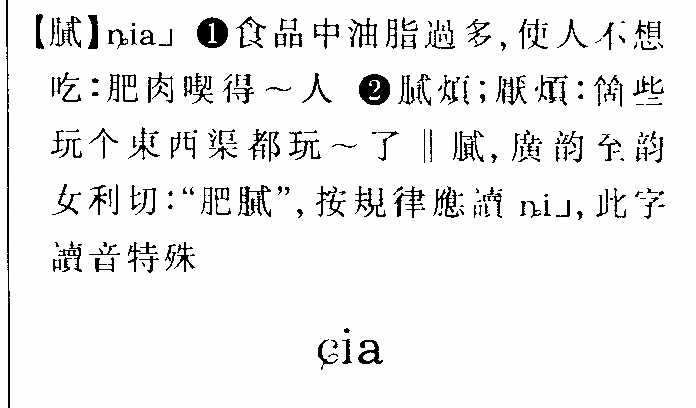 【膩】ȵia˩ ❶食品中油脂過多,使人不想
吃:肥肉喫得～人 ❷膩煩;厭煩:箇些
玩个東西渠都玩～了 ‖ 膩,廣韵至韵
女利切:“肥膩”,按規律應讀 ȵi˩,此字
讀音特殊
ɕia